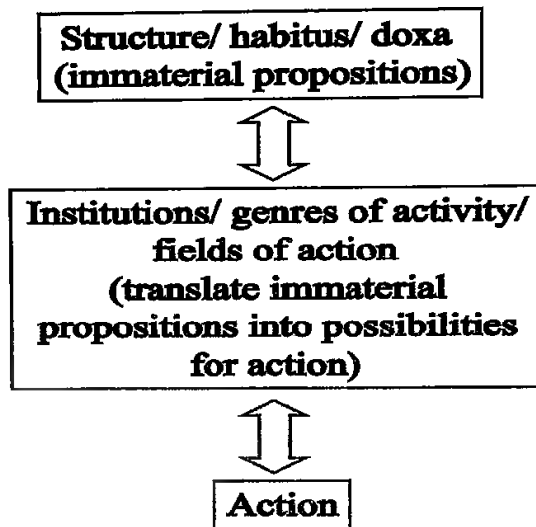 Structure/ habitus/ doxa
(immaterial propositions)
Institutions/ genres of activity/
fields of action
(translate immaterial
propositions into possibilities
for action)
Action